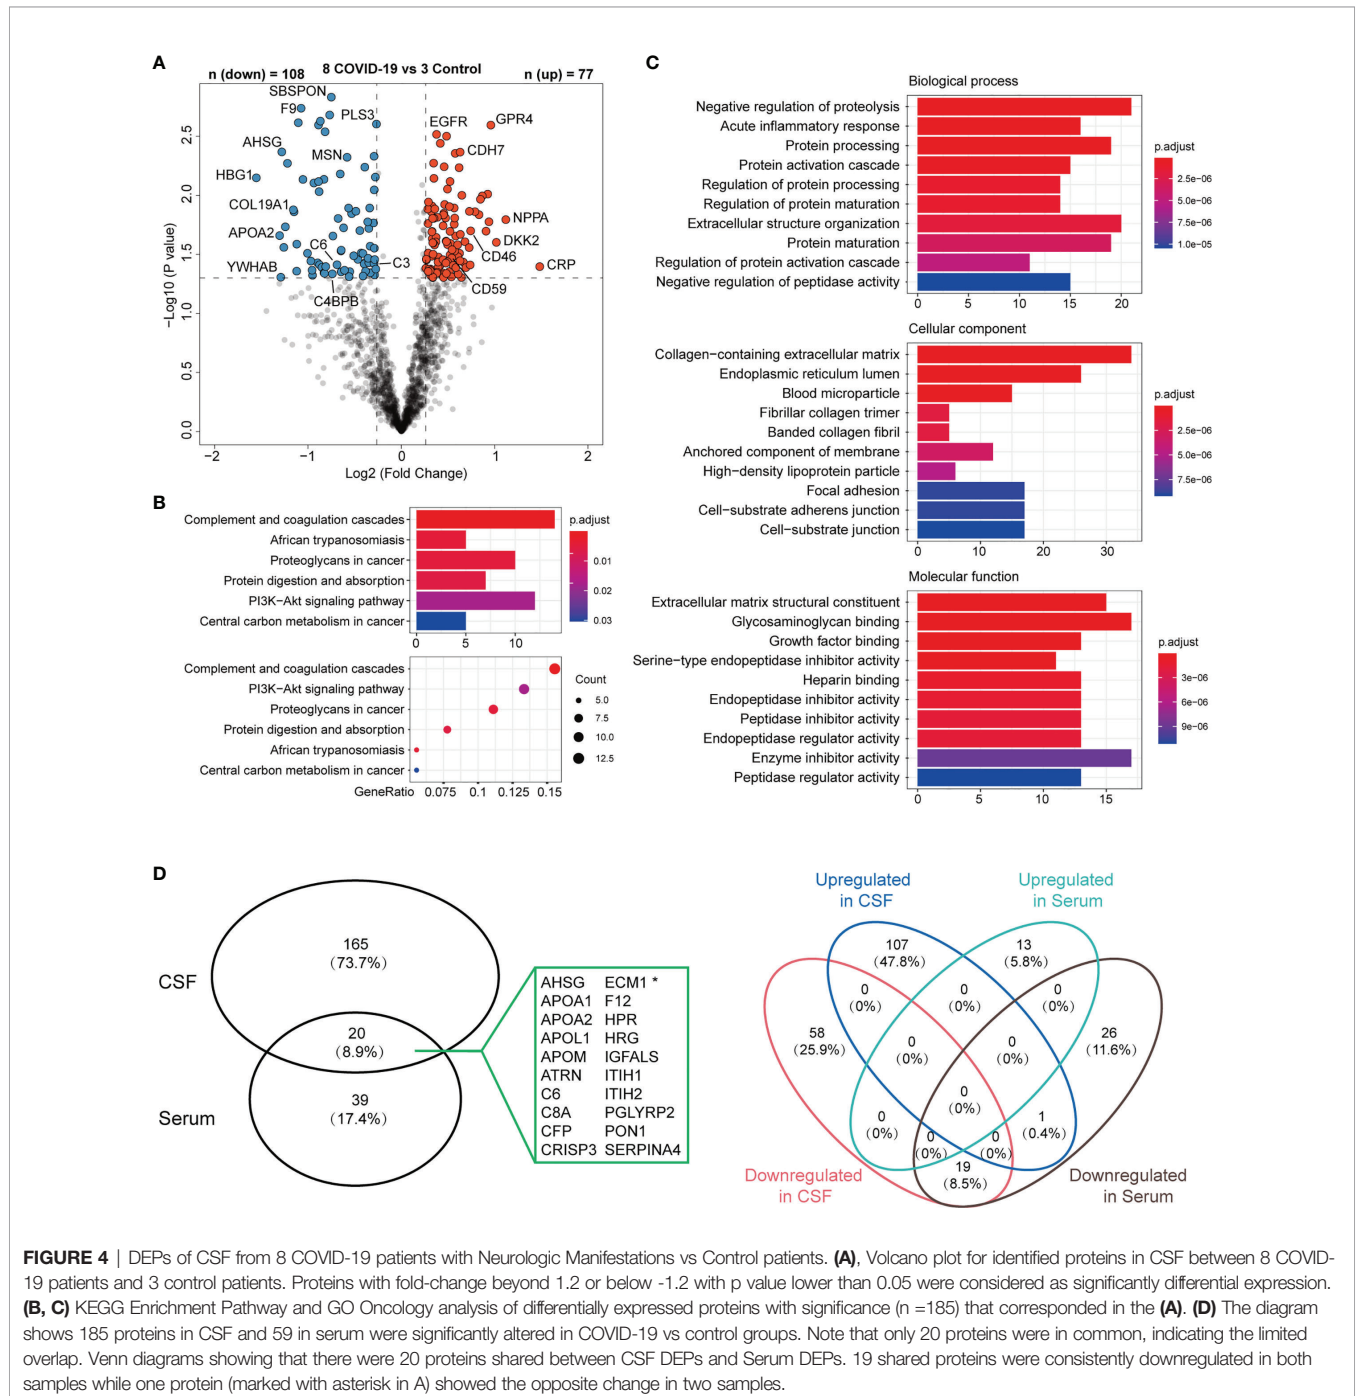 A
8 COVID-19 vs 3 Control
n (down) = 108
n (up) = 77
SBSPON
F9
PLS3
EGFR
GPR4
AHSG
MSN
CDH7
HBG1
COL19A1
NPPA
APOA2
C6
DKK2
CD46
YWHAB
C3
CRP
C4BPB
CD59
−Log10 (P value)
0.0
0.5
1.0
1.5
2.0
2.5
−2
−1
0
1
2
Log2 (Fold Change)
B
Complement and coagulation cascades
African trypanosomiasis
Proteoglycans in cancer
Protein digestion and absorption
PI3K−Akt signaling pathway
Central carbon metabolism in cancer
0
5
10
p.adjust
0.01
0.02
0.03
Complement and coagulation cascades
PI3K−Akt signaling pathway
Proteoglycans in cancer
Protein digestion and absorption
African trypanosomiasis
Central carbon metabolism in cancer
GeneRatio
0.075
0.1
0.125
0.15
Count
5.0
7.5
10.0
12.5
C
Biological process
Negative regulation of proteolysis
Acute inflammatory response
Protein processing
Protein activation cascade
Regulation of protein processing
Regulation of protein maturation
Extracellular structure organization
Protein maturation
Regulation of protein activation cascade
Negative regulation of peptidase activity
0
5
10
15
20
p.adjust
2.5e−06
5.0e−06
7.5e−06
1.0e−05
Cellular component
Collagen−containing extracellular matrix
Endoplasmic reticulum lumen
Blood microparticle
Fibrillar collagen trimer
Banded collagen fibril
Anchored component of membrane
High−density lipoprotein particle
Focal adhesion
Cell−substrate adherens junction
Cell−substrate junction
0
10
20
30
p.adjust
2.5e−06
5.0e−06
7.5e−06
Molecular function
Extracellular matrix structural constituent
Glycosaminoglycan binding
Growth factor binding
Serine−type endopeptidase inhibitor activity
Heparin binding
Endopeptidase inhibitor activity
Peptidase inhibitor activity
Endopeptidase regulator activity
Enzyme inhibitor activity
Peptidase regulator activity
0
5
10
15
p.adjust
3e−06
6e−06
9e−06
D
CSF
165
(73.7%)
20
(8.9%)
Serum
39
(17.4%)
AHSG ECM1 *
APOA1 F12
APOA2 HPR
APOL1 HRG
APOM IGFALS
ATRN ITIH1
C6 ITIH2
C8A PGLYRP2
CFP PON1
CRISP3 SERPINA4
Upregulated
in CSF
Upregulated
in Serum
107
(47.8%)
13
(5.8%)
0
(0%)
0
(0%)
0
(0%)
58
(25.9%)
0
(0%)
0
(0%)
26
(11.6%)
0
(0%)
0
(0%)
1
(0.4%)
0
(0%)
0
(0%)
19
(8.5%)
Downregulated
in CSF
Downregulated
in Serum
FIGURE 4 | DEPs of CSF from 8 COVID-19 patients with Neurologic Manifestations vs Control patients. (A), Volcano plot for identified proteins in CSF between 8 COVID-
19 patients and 3 control patients. Proteins with fold-change beyond 1.2 or below -1.2 with p value lower than 0.05 were considered as significantly differential expression.
(B, C) KEGG Enrichment Pathway and GO Oncology analysis of differentially expressed proteins with significance (n =185) that corresponded in the (A). (D) The diagram
shows 185 proteins in CSF and 59 in serum were significantly altered in COVID-19 vs control groups. Note that only 20 proteins were in common, indicating the limited
overlap. Venn diagrams showing that there were 20 proteins shared between CSF DEPs and Serum DEPs. 19 shared proteins were consistently downregulated in both
samples while one protein (marked with asterisk in A) showed the opposite change in two samples.